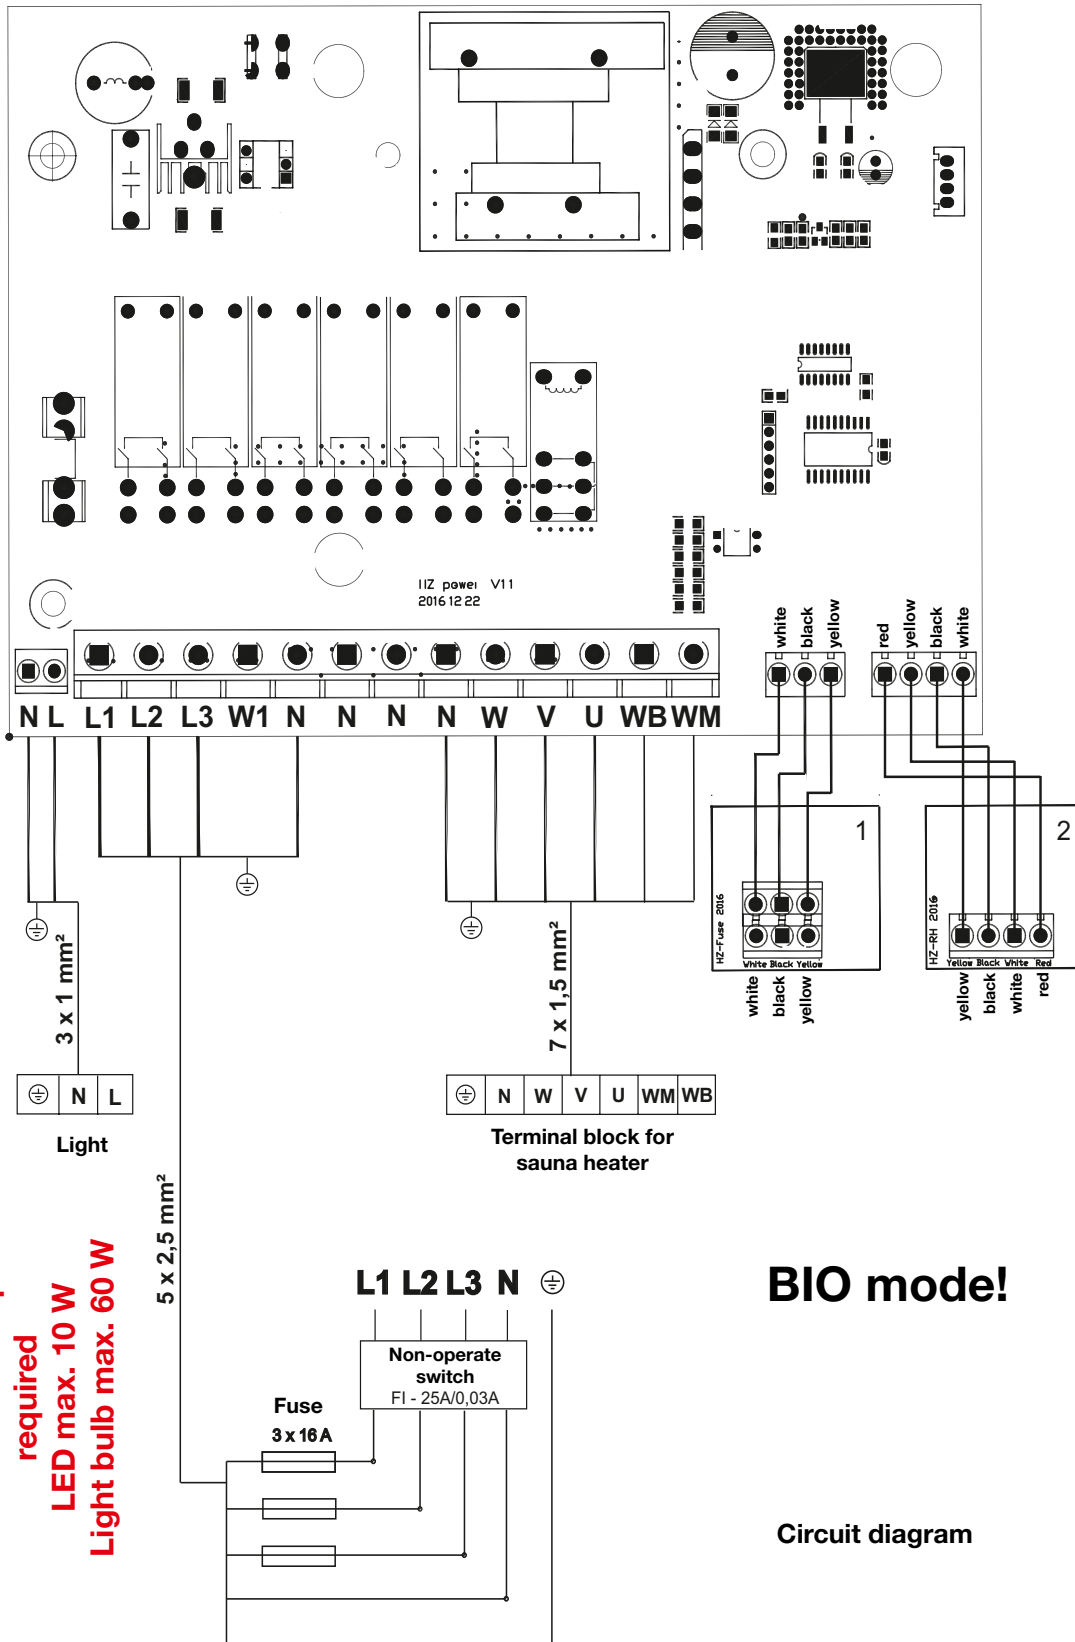 IIZ power V11
2016 12 22
white
black
yellow
red
yellow
black
white
N L L1 L2 L3 W1 N N N N W V U WB WM
1
2
HZ-Fuse 2016
White Black Yellow
white
black
yellow
HZ-RH 2016
Yellow Black White Red
yellow
black
white
red
3 x 1 mm²
7 x 1,5 mm²
N L
Light
N W V U WM WB
Terminal block for
sauna heater
5 x 2,5 mm²
required
LED max. 10 W
Light bulb max. 60 W
L1 L2 L3 N
Non-operate
switch
FI - 25A/0,03A
Fuse
3 x 16 A
BIO mode!
Circuit diagram